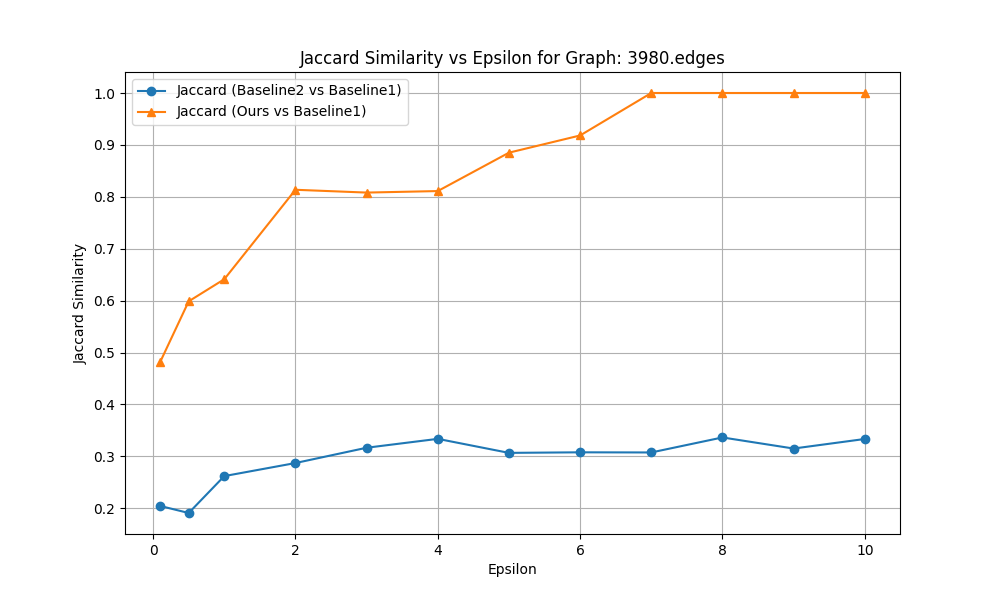 Jaccard Similarity vs Epsilon for Graph: 3980.edges
Jaccard (Baseline2 vs Baseline1)
Jaccard (Ours vs Baseline1)
1.0
0.9
0.8
0.7
0.6
0.5
0.4
0.3
0.2
Jaccard Similarity
0 2 4 6 8 10
Epsilon